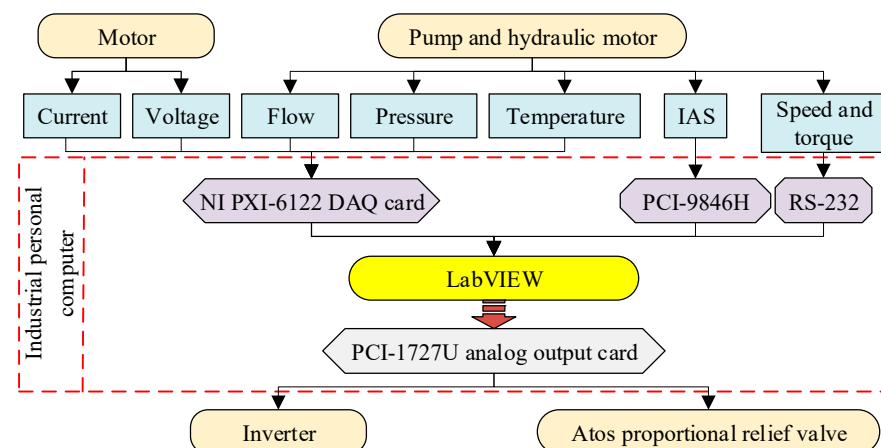 Motor
Pump and hydraulic motor
Current
Voltage
Flow
Pressure
Temperature
IAS
Speed and
torque
Industrial personal
computer
NI PXI-6122 DAQ card
PCI-9846H
RS-232
LabVIEW
PCI-1727U analog output card
Inverter
Atos proportional relief valve